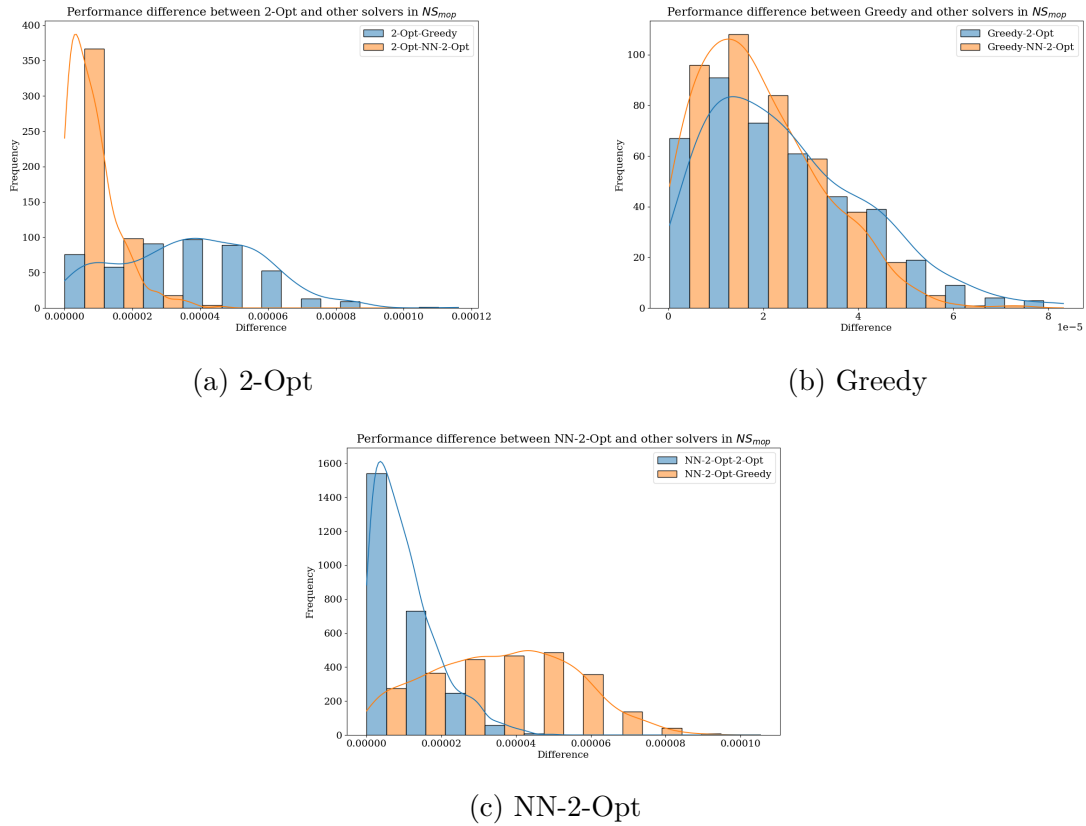 Performance difference between 2-Opt and other solvers in NS_mop
2-Opt-Greedy
2-Opt-NN-2-Opt
Frequency
400
350
300
250
200
150
100
50
0
0.00000 0.00002 0.00004 0.00006 0.00008 0.00010 0.00012
Difference
(a) 2-Opt
Performance difference between Greedy and other solvers in NS_mop
Greedy-2-Opt
Greedy-NN-2-Opt
Frequency
100
80
60
40
20
0
0 2 4 6 8
Difference
1e−5
(b) Greedy
Performance difference between NN-2-Opt and other solvers in NS_mop
NN-2-Opt-2-Opt
NN-2-Opt-Greedy
Frequency
1600
1400
1200
1000
800
600
400
200
0
0.00000 0.00002 0.00004 0.00006 0.00008 0.00010
Difference
(c) NN-2-Opt